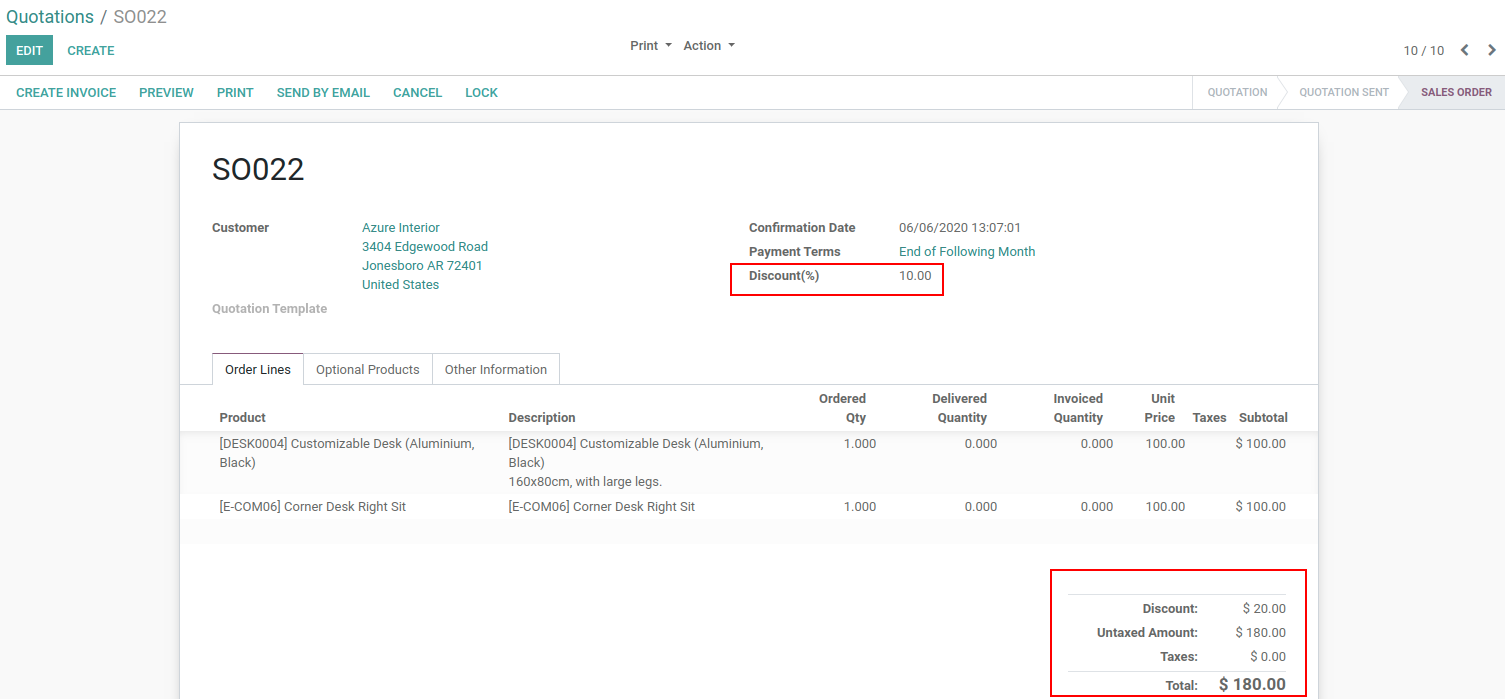 Quotations / SO022
EDIT CREATE
Print Action
10 / 10
CREATE INVOICE PREVIEW PRINT SEND BY EMAIL CANCEL LOCK
QUOTATION QUOTATION SENT SALES ORDER
SO022
Customer
Azure Interior
3404 Edgewood Road
Jonesboro AR 72401
United States
Quotation Template
Confirmation Date 06/06/2020 13:07:01
Payment Terms End of Following Month
Discount(%) 10.00
Order Lines Optional Products Other Information
Product Description Ordered Qty Delivered Quantity Invoiced Quantity Unit Price Taxes Subtotal
[DESK0004] Customizable Desk (Aluminium, [DESK0004] Customizable Desk (Aluminium, 1.000 0.000 0.000 100.00 $ 100.00
Black) Black)
160x80cm, with large legs.
[E-COM06] Corner Desk Right Sit [E-COM06] Corner Desk Right Sit 1.000 0.000 0.000 100.00 $ 100.00
Discount: $ 20.00
Untaxed Amount: $ 180.00
Taxes: $ 0.00
Total: $ 180.00